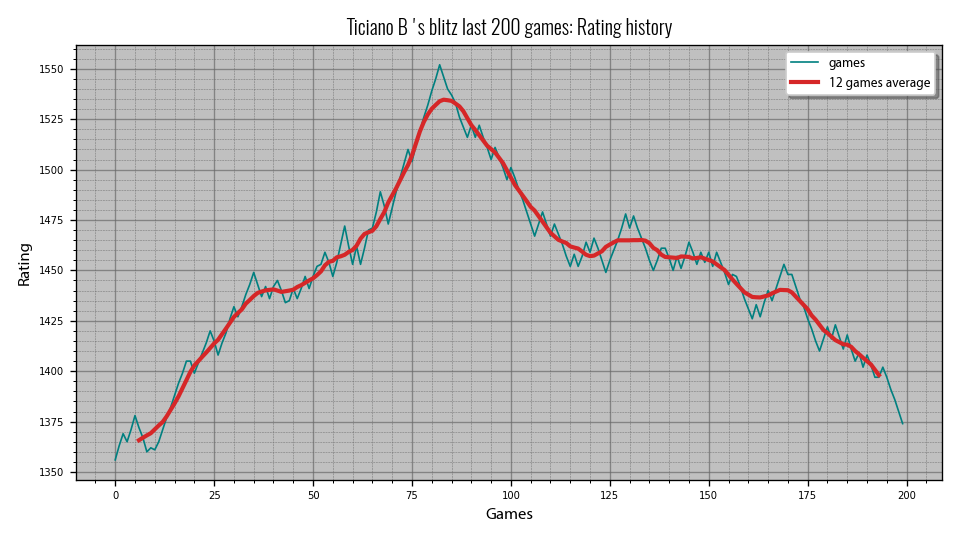 Ticiano B 's blitz last 200 games: Rating history
games
12 games average
Rating
1550
1525
1500
1475
1450
1425
1400
1375
1350
0 25 50 75 100 125 150 175 200
Games